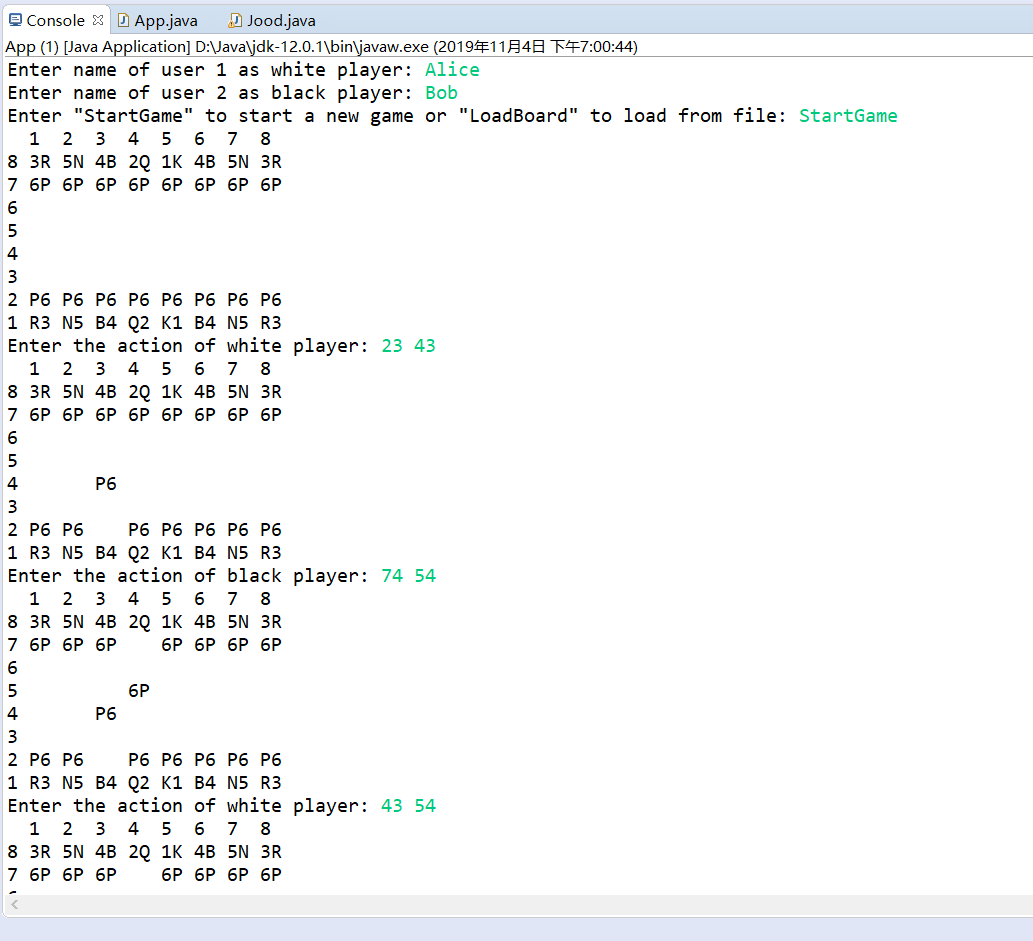 Console App.java Jood.java
App (1) [Java Application] D:\Java\jdk-12.0.1\bin\javaw.exe (2019年11月4日 下午7:00:44)
Enter name of user 1 as white player: Alice
Enter name of user 2 as black player: Bob
Enter "StartGame" to start a new game or "LoadBoard" to load from file: StartGame
  1  2  3  4  5  6  7  8
8 3R 5N 4B 2Q 1K 4B 5N 3R
7 6P 6P 6P 6P 6P 6P 6P 6P
6
5
4
3
2 P6 P6 P6 P6 P6 P6 P6 P6
1 R3 N5 B4 Q2 K1 B4 N5 R3
Enter the action of white player: 23 43
  1  2  3  4  5  6  7  8
8 3R 5N 4B 2Q 1K 4B 5N 3R
7 6P 6P 6P 6P 6P 6P 6P 6P
6
5
4       P6
3
2 P6 P6    P6 P6 P6 P6 P6
1 R3 N5 B4 Q2 K1 B4 N5 R3
Enter the action of black player: 74 54
  1  2  3  4  5  6  7  8
8 3R 5N 4B 2Q 1K 4B 5N 3R
7 6P 6P 6P    6P 6P 6P 6P
6
5          6P
4       P6
3
2 P6 P6    P6 P6 P6 P6 P6
1 R3 N5 B4 Q2 K1 B4 N5 R3
Enter the action of white player: 43 54
  1  2  3  4  5  6  7  8
8 3R 5N 4B 2Q 1K 4B 5N 3R
7 6P 6P 6P    6P 6P 6P 6P